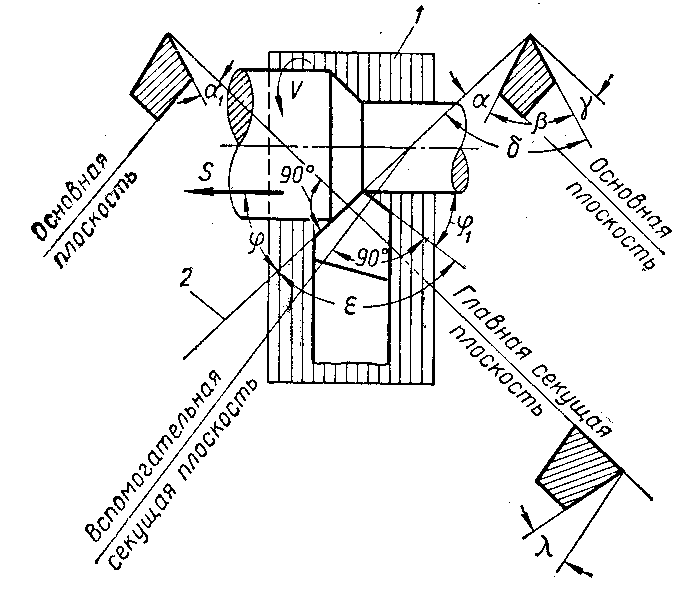 1
α₁
V
α
β
γ
δ
Основная
плоскость
Основная
плоскость
S
90°
φ
φ₁
90°
ε
2
Главная секущая
плоскость
Вспомогательная
секущая плоскость
λ